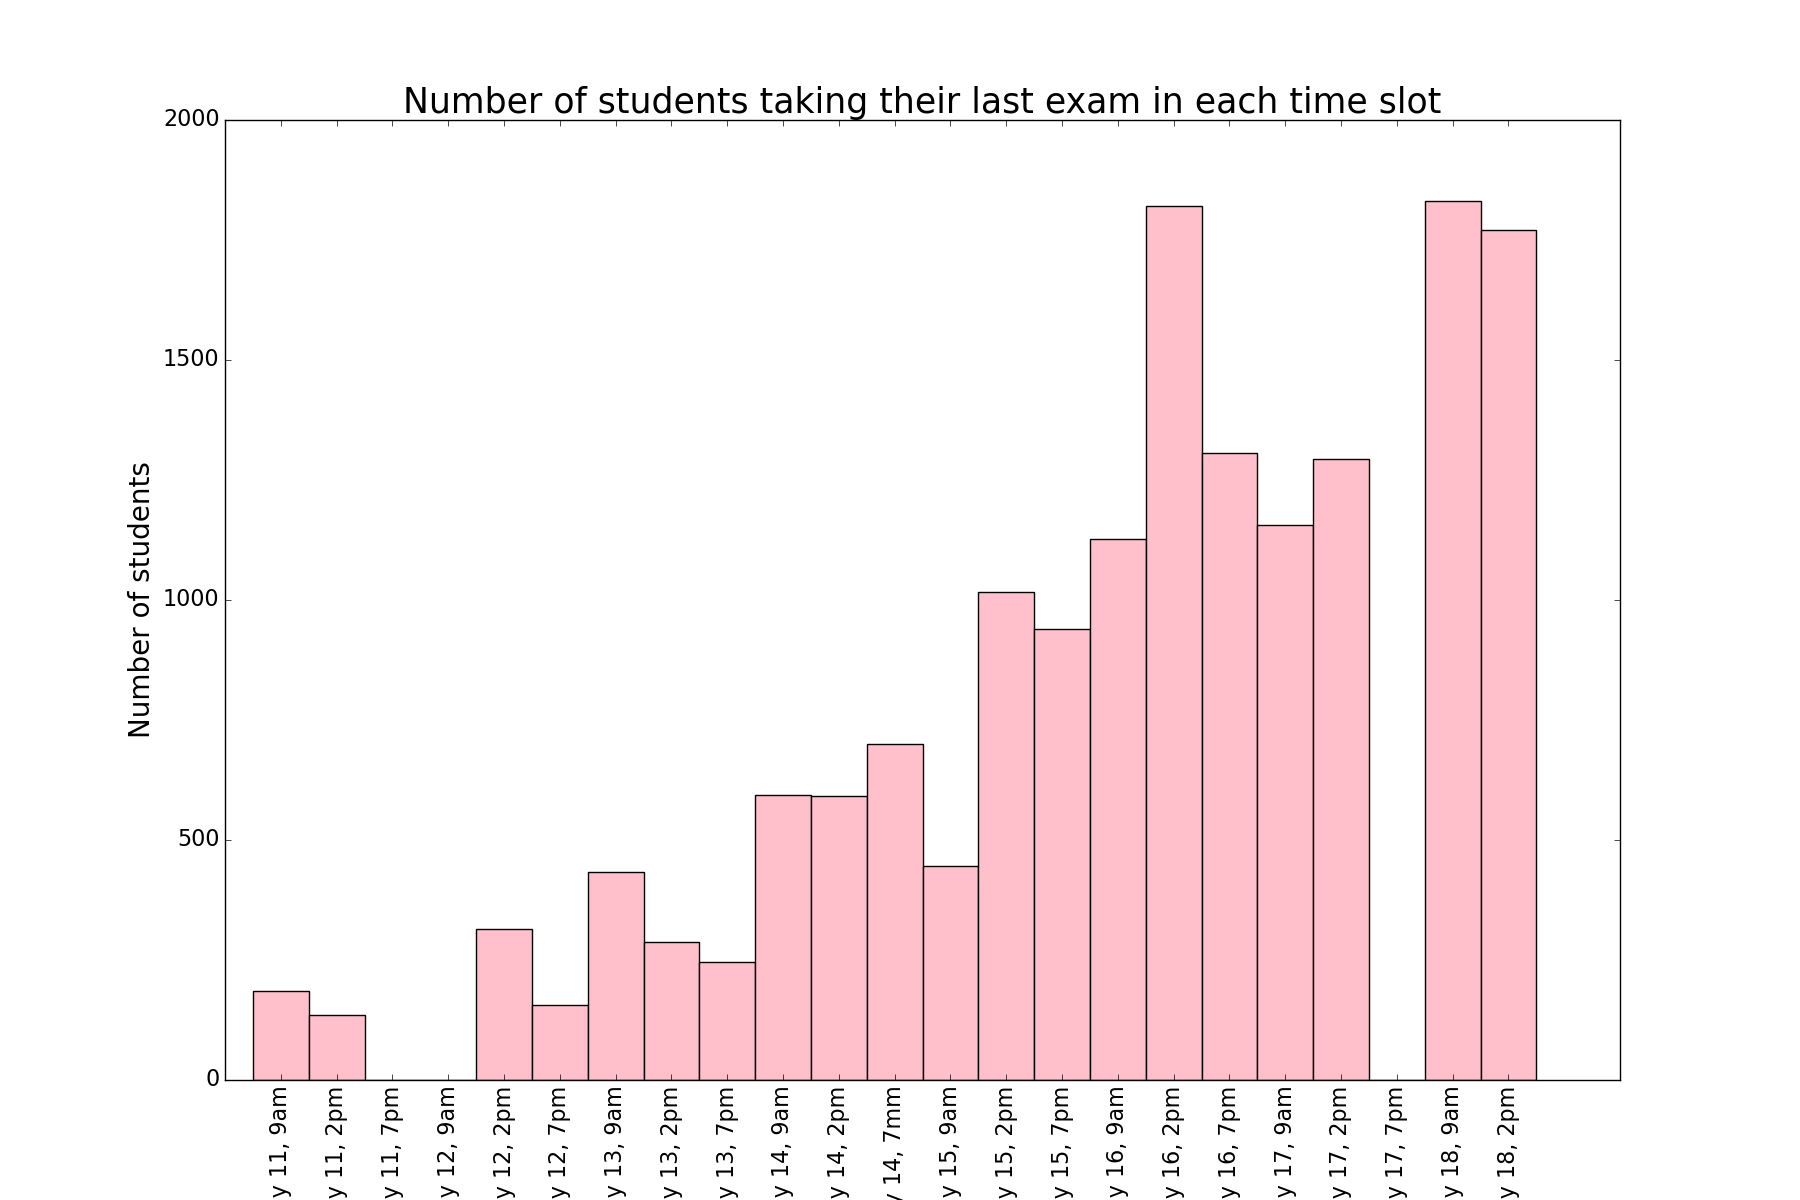 Number of students taking their last exam in each time slot
Number of students
2000
1500
1000
500
0
y 11, 9am
y 11, 2pm
y 11, 7pm
y 12, 9am
y 12, 2pm
y 12, 7pm
y 13, 9am
y 13, 2pm
y 13, 7pm
y 14, 9am
y 14, 2pm
y 14, 7mm
y 15, 9am
y 15, 2pm
y 15, 7pm
y 16, 9am
y 16, 2pm
y 16, 7pm
y 17, 9am
y 17, 2pm
y 17, 7pm
y 18, 9am
y 18, 2pm